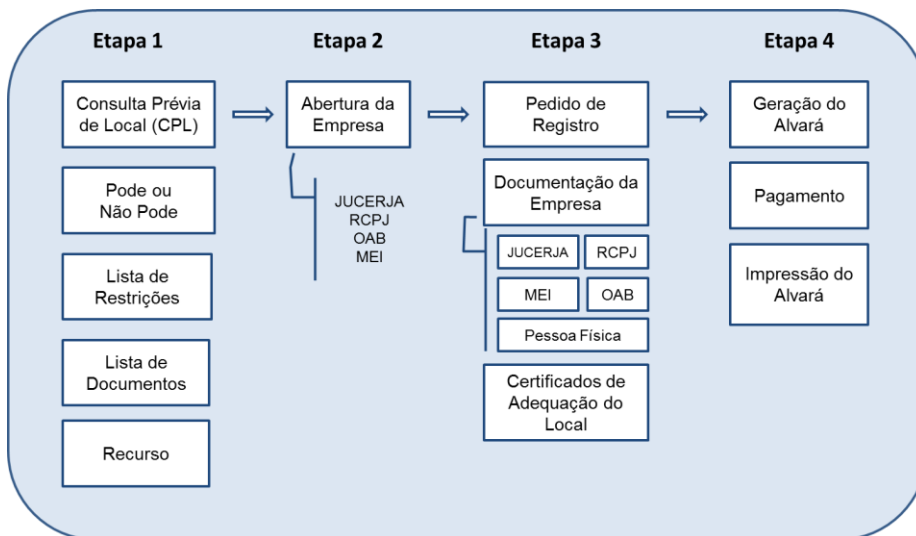 Etapa 1
Consulta Prévia
de Local (CPL)
Pode ou
Não Pode
Lista de
Restrições
Lista de
Documentos
Recurso
Etapa 2
Abertura da
Empresa
JUCERJA
RCPJ
OAB
MEI
Etapa 3
Pedido de
Registro
Documentação da
Empresa
JUCERJA
RCPJ
MEI
OAB
Pessoa Física
Certificados de
Adequação do
Local
Etapa 4
Geração do
Alvará
Pagamento
Impressão do
Alvará